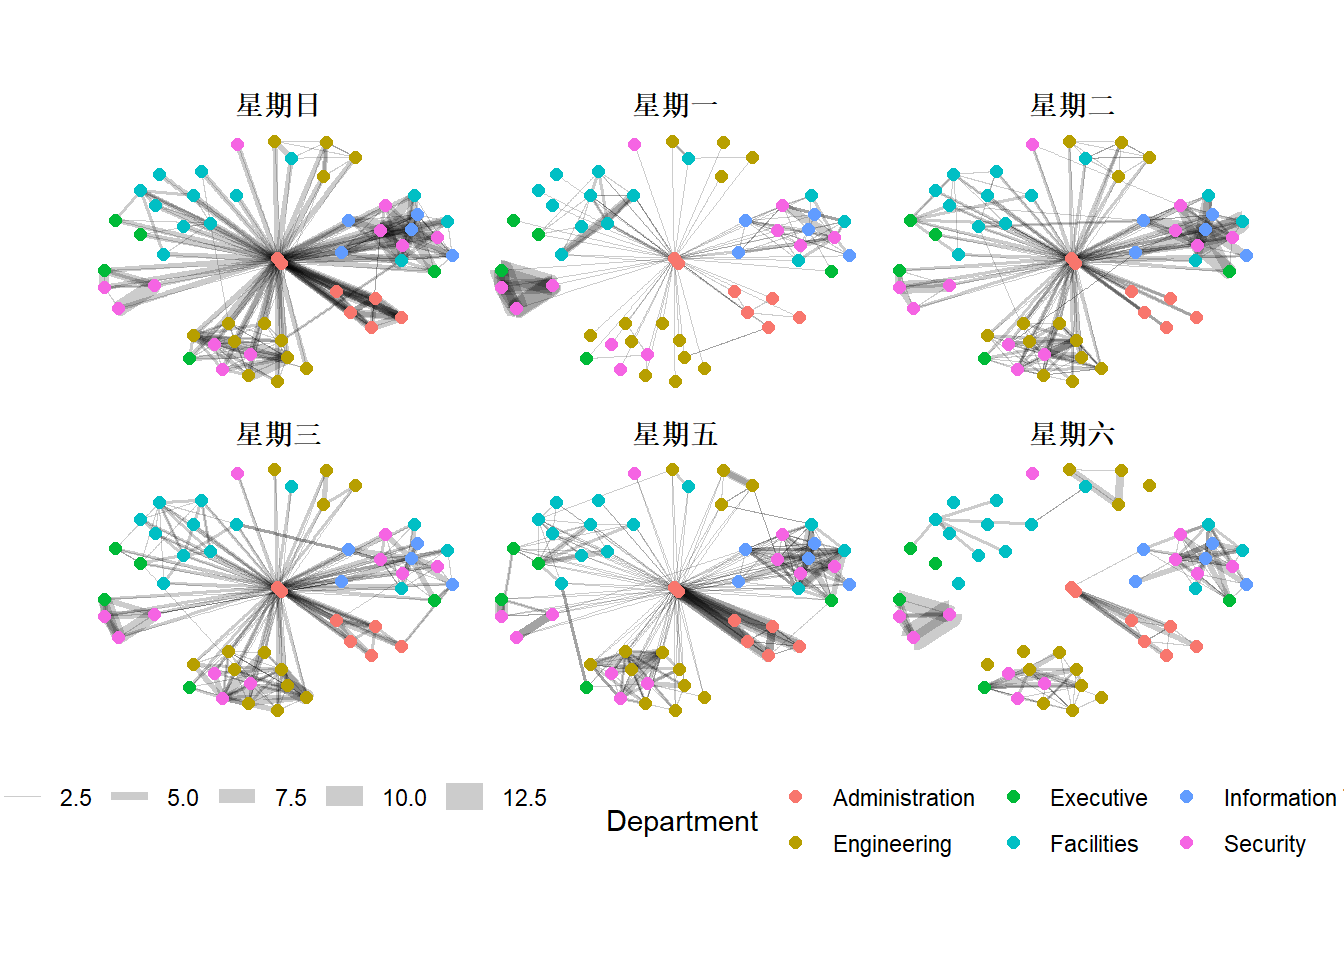 星期日 星期一 星期二
星期三 星期五 星期六
2.5 5.0 7.5 10.0 12.5
Department
Administration Executive Information
Engineering Facilities Security